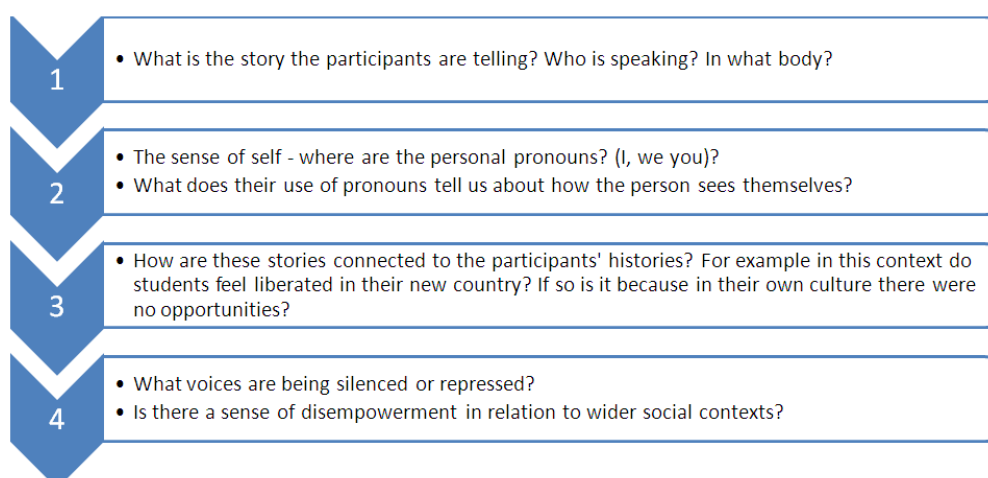 1
• What is the story the participants are telling? Who is speaking? In what body?
2
• The sense of self - where are the personal pronouns? (I, we you)?
• What does their use of pronouns tell us about how the person sees themselves?
3
• How are these stories connected to the participants' histories? For example in this context do
students feel liberated in their new country? If so is it because in their own culture there were
no opportunities?
4
• What voices are being silenced or repressed?
• Is there a sense of disempowerment in relation to wider social contexts?